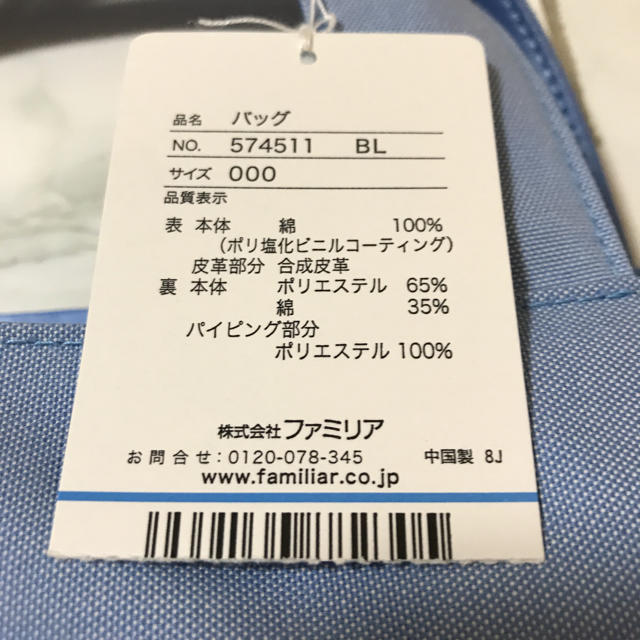 品名 バッグ
NO. 574511 BL
サイズ 000
品質表示
表 本体 綿 100%
(ポリ塩化ビニルコーティング)
皮革部分 合成皮革
裏 本体 ポリエステル 65%
綿 35%
パイピング部分
ポリエステル 100%
株式会社 ファミリア
お問合せ:0120-078-345 中国製 8J
www.familiar.co.jp